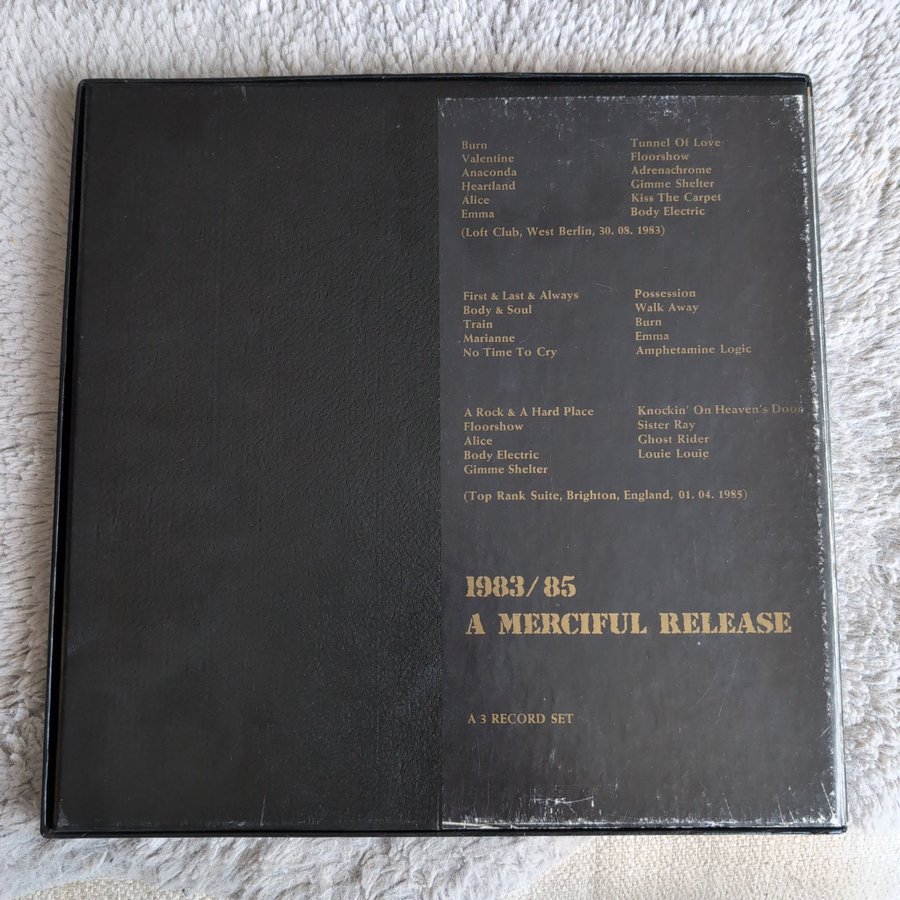 Burn
Valentine
Anaconda
Heartland
Alice
Emma
Tunnel Of Love
Floorshow
Adrenachrome
Gimme Shelter
Kiss The Carpet
Body Electric
(Loft Club, West Berlin, 30. 08. 1983)
First & Last & Always
Body & Soul
Train
Marianne
No Time To Cry
Possession
Walk Away
Burn
Emma
Amphetamine Logic
A Rock & A Hard Place
Floorshow
Alice
Body Electric
Gimme Shelter
Knockin' On Heaven's Door
Sister Ray
Ghost Rider
Louie Louie
(Top Rank Suite, Brighton, England, 01. 04. 1985)
1983/85
A MERCIFUL RELEASE
A 3 RECORD SET